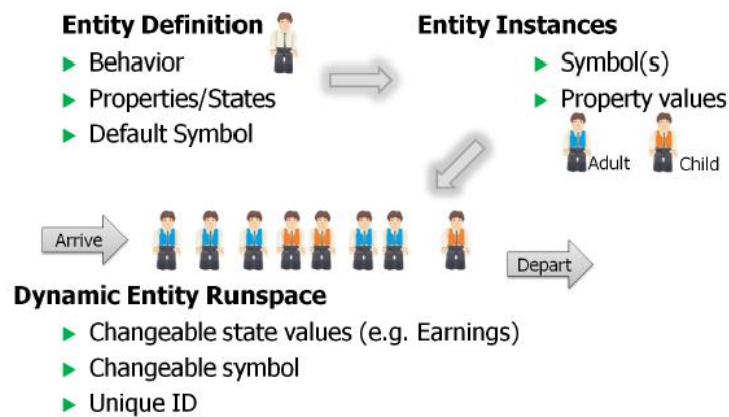 Entity Definition
Behavior
Properties/States
Default Symbol
Entity Instances
Symbol(s)
Property values
Adult
Child
Arrive
Depart
Dynamic Entity Runspace
Changeable state values (e.g. Earnings)
Changeable symbol
Unique ID